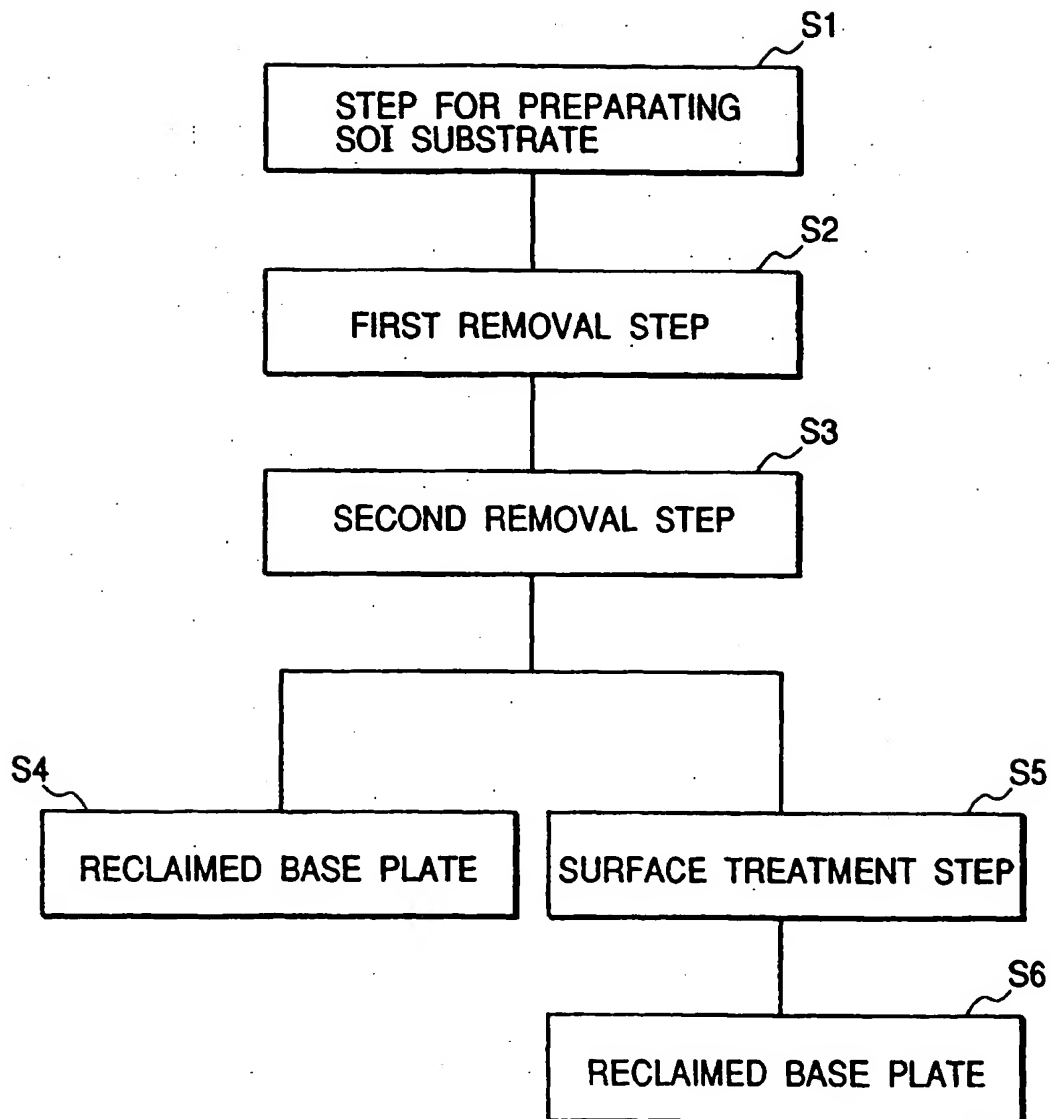 S1
STEP FOR PREPARATING
SOI SUBSTRATE
S2
FIRST REMOVAL STEP
S3
SECOND REMOVAL STEP
S4
RECLAIMED BASE PLATE
S5
SURFACE TREATMENT STEP
S6
RECLAIMED BASE PLATE